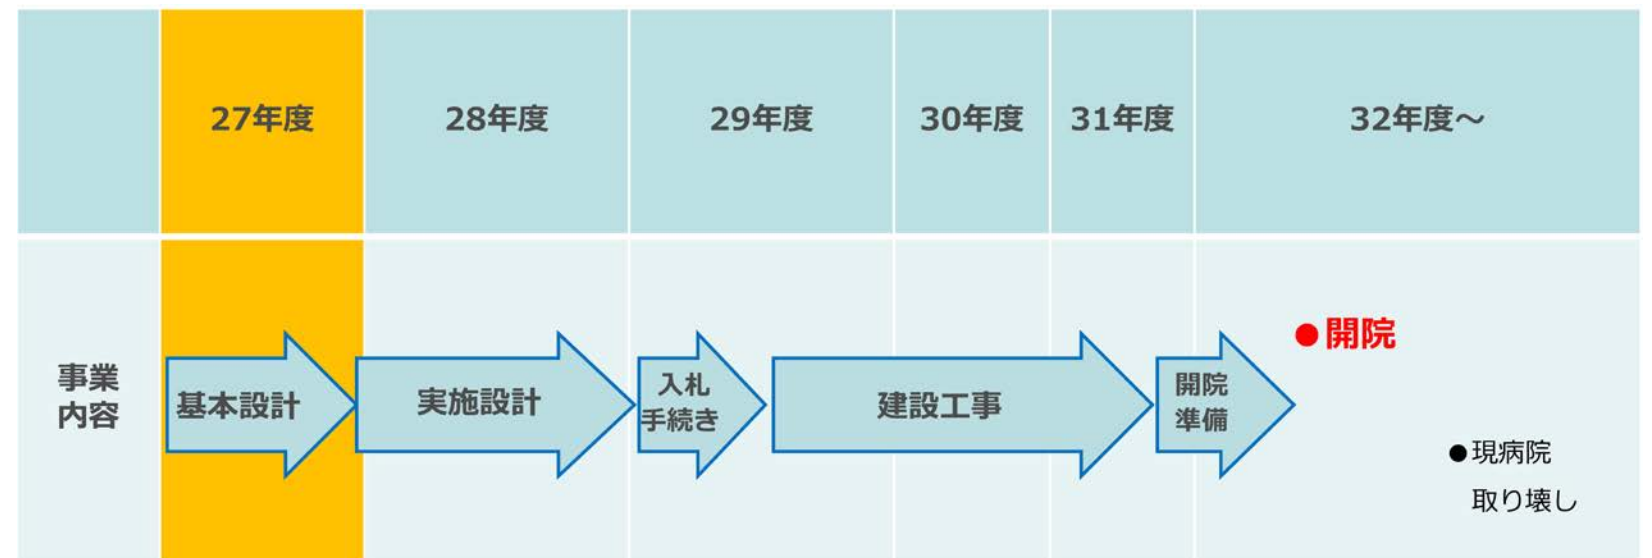 27年度
28年度
29年度
30年度
31年度
32年度～
事業
内容
基本設計
実施設計
入札
手続き
建設工事
開院
準備
●開院
●現病院
取り壊し